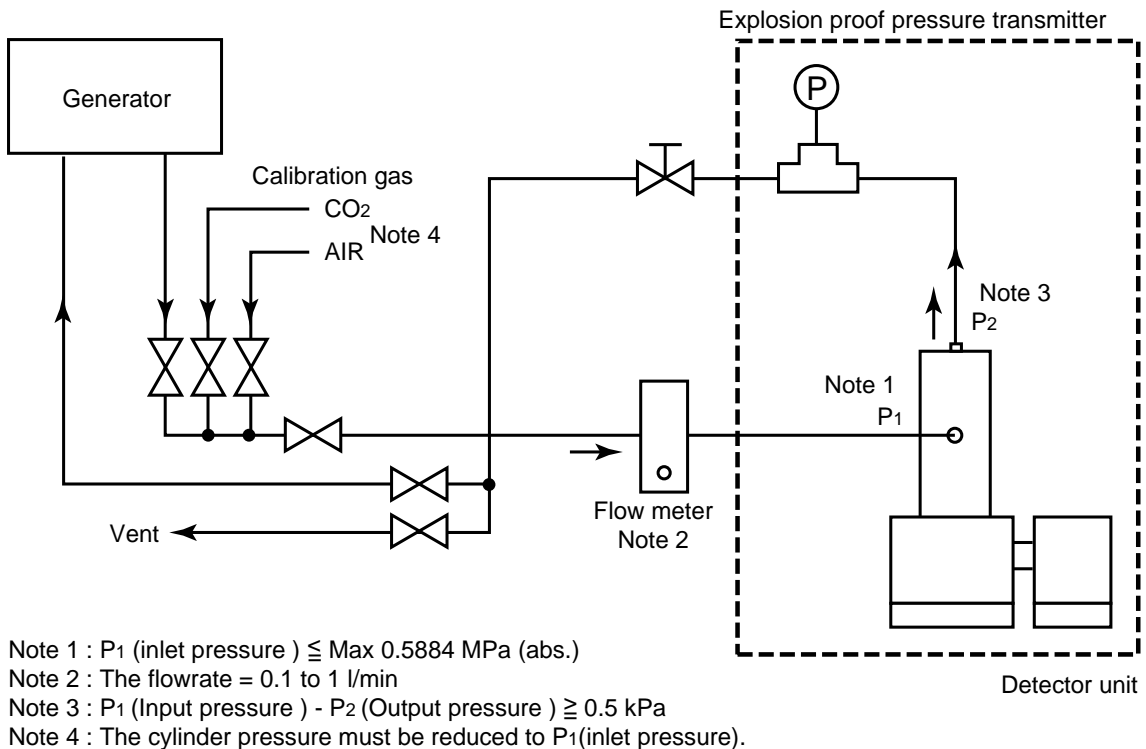 Explosion proof pressure transmitter
Generator
P
Calibration gas
CO2
Note 4
AIR
Note 3
P2
Note 1
P1
Flow meter
Note 2
Vent
Detector unit
Note 1 : P1 (inlet pressure ) ≦ Max 0.5884 MPa (abs.)
Note 2 : The flowrate = 0.1 to 1 l/min
Note 3 : P1 (Input pressure ) - P2 (Output pressure ) ≧ 0.5 kPa
Note 4 : The cylinder pressure must be reduced to P1(inlet pressure).